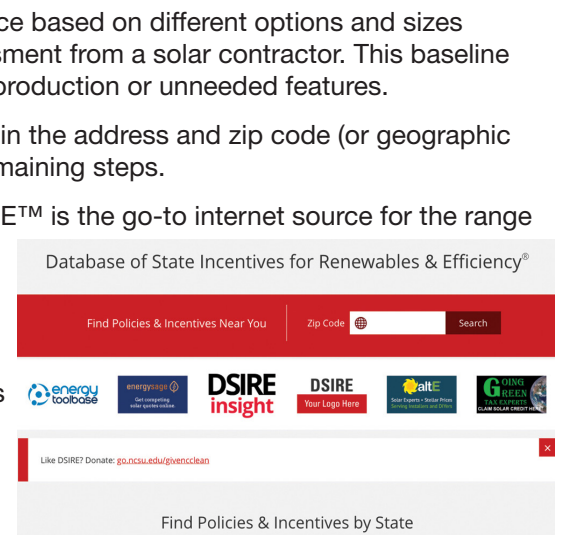 ce based on different options and sizes
sment from a solar contractor. This baseline
production or unneeded features.
in the address and zip code (or geographic
maining steps.
E™ is the go-to internet source for the range
s
Database of State Incentives for Renewables & Efficiency®
Find Policies & Incentives Near You
Zip Code
Search
energy
toolbase
energysage
Get competing
solar quotes online
DSIRE
insight
DSIRE
Your Logo Here
altE
Solar Experts • Stellar Prices
Serving Installers and DIYers
GOING
GREEN
TAX EXPERTS
CLAIM SOLAR CREDIT HERE
Like DSIRE? Donate: go.ncsu.edu/givencclean
Find Policies & Incentives by State